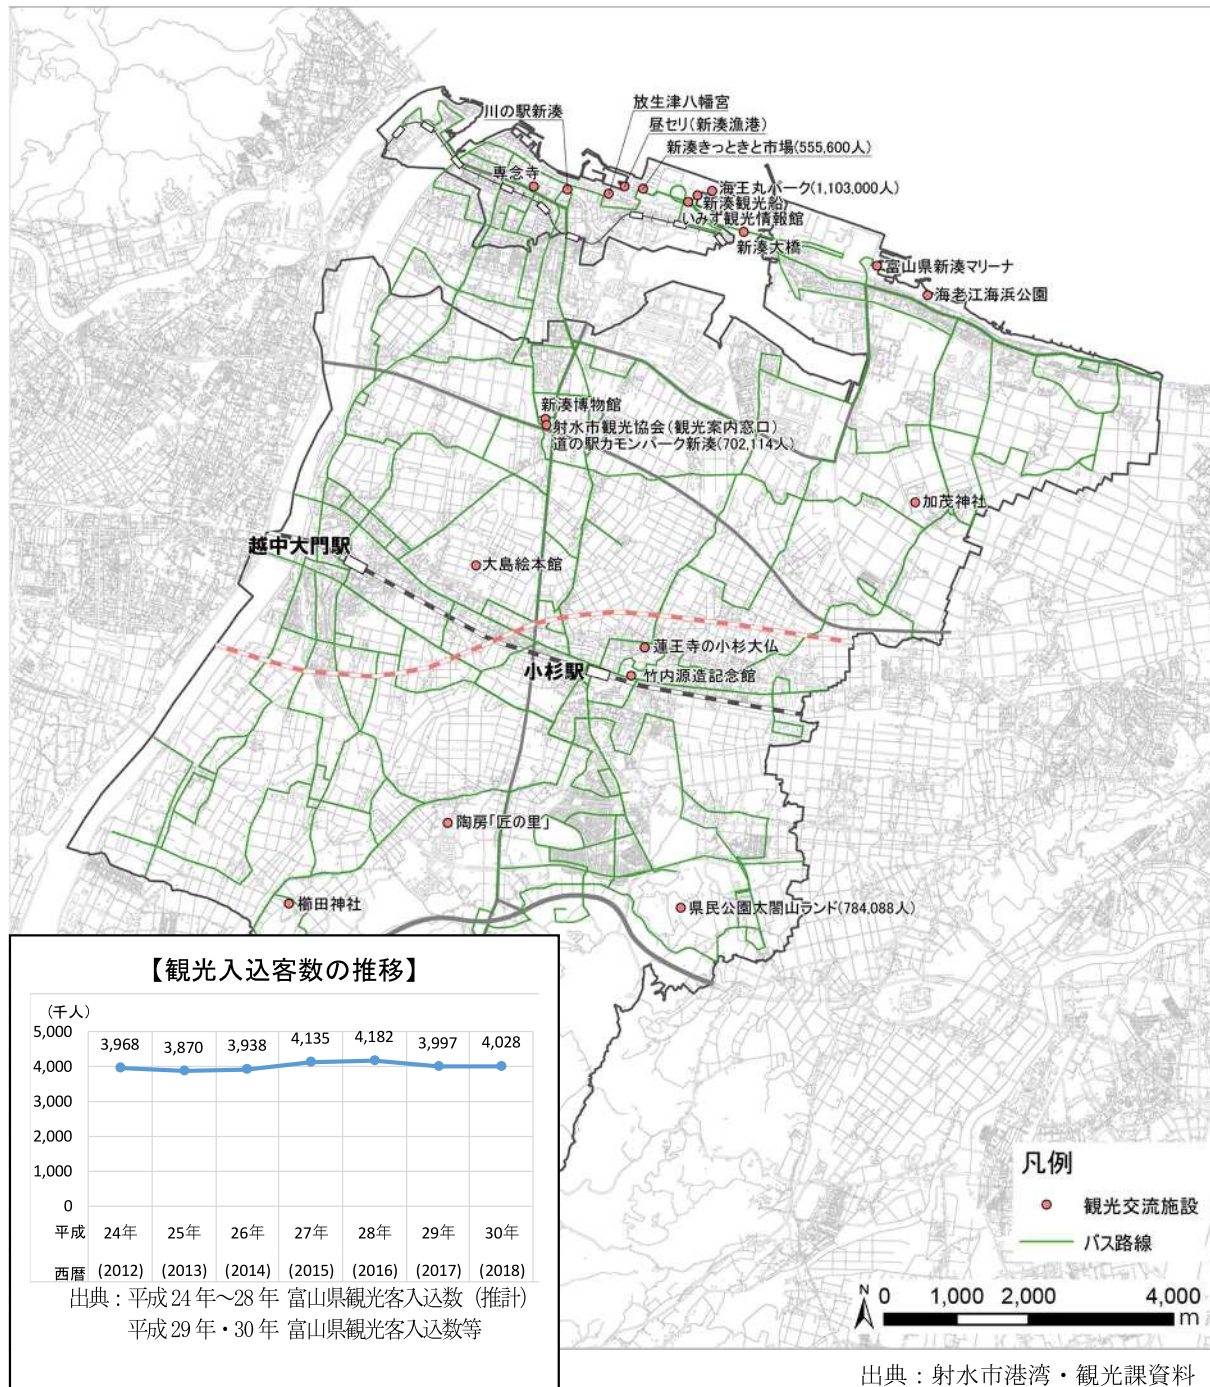 放生津八幡宮
川の駅新湊
昼セリ(新湊漁港)
新湊きっときと市場(555,600人)
専念寺
海王丸パーク(1,103,000人)
新湊観光船
いみず観光情報館
新湊大橋
富山県新湊マリーナ
海老江海浜公園
新湊博物館
射水市観光協会(観光案内窓口)
道の駅カモンパーク新湊(702,114人)
加茂神社
越中大門駅
大島絵本館
蓮王寺の小杉大仏
小杉駅
竹内源造記念館
陶房「匠の里」
櫛田神社
県民公園太閤山ランド(784,088人)
【観光入込客数の推移】
(千人)
5,000
4,000
3,000
2,000
1,000
0
3,968 3,870 3,938 4,135 4,182 3,997 4,028
平成 24年 25年 26年 27年 28年 29年 30年
西暦 (2012) (2013) (2014) (2015) (2016) (2017) (2018)
出典：平成24年～28年 富山県観光客入込数（推計）
平成29年・30年 富山県観光客入込数等
凡例
観光交流施設
バス路線
N
0 1,000 2,000 4,000
m
出典：射水市港湾・観光課資料